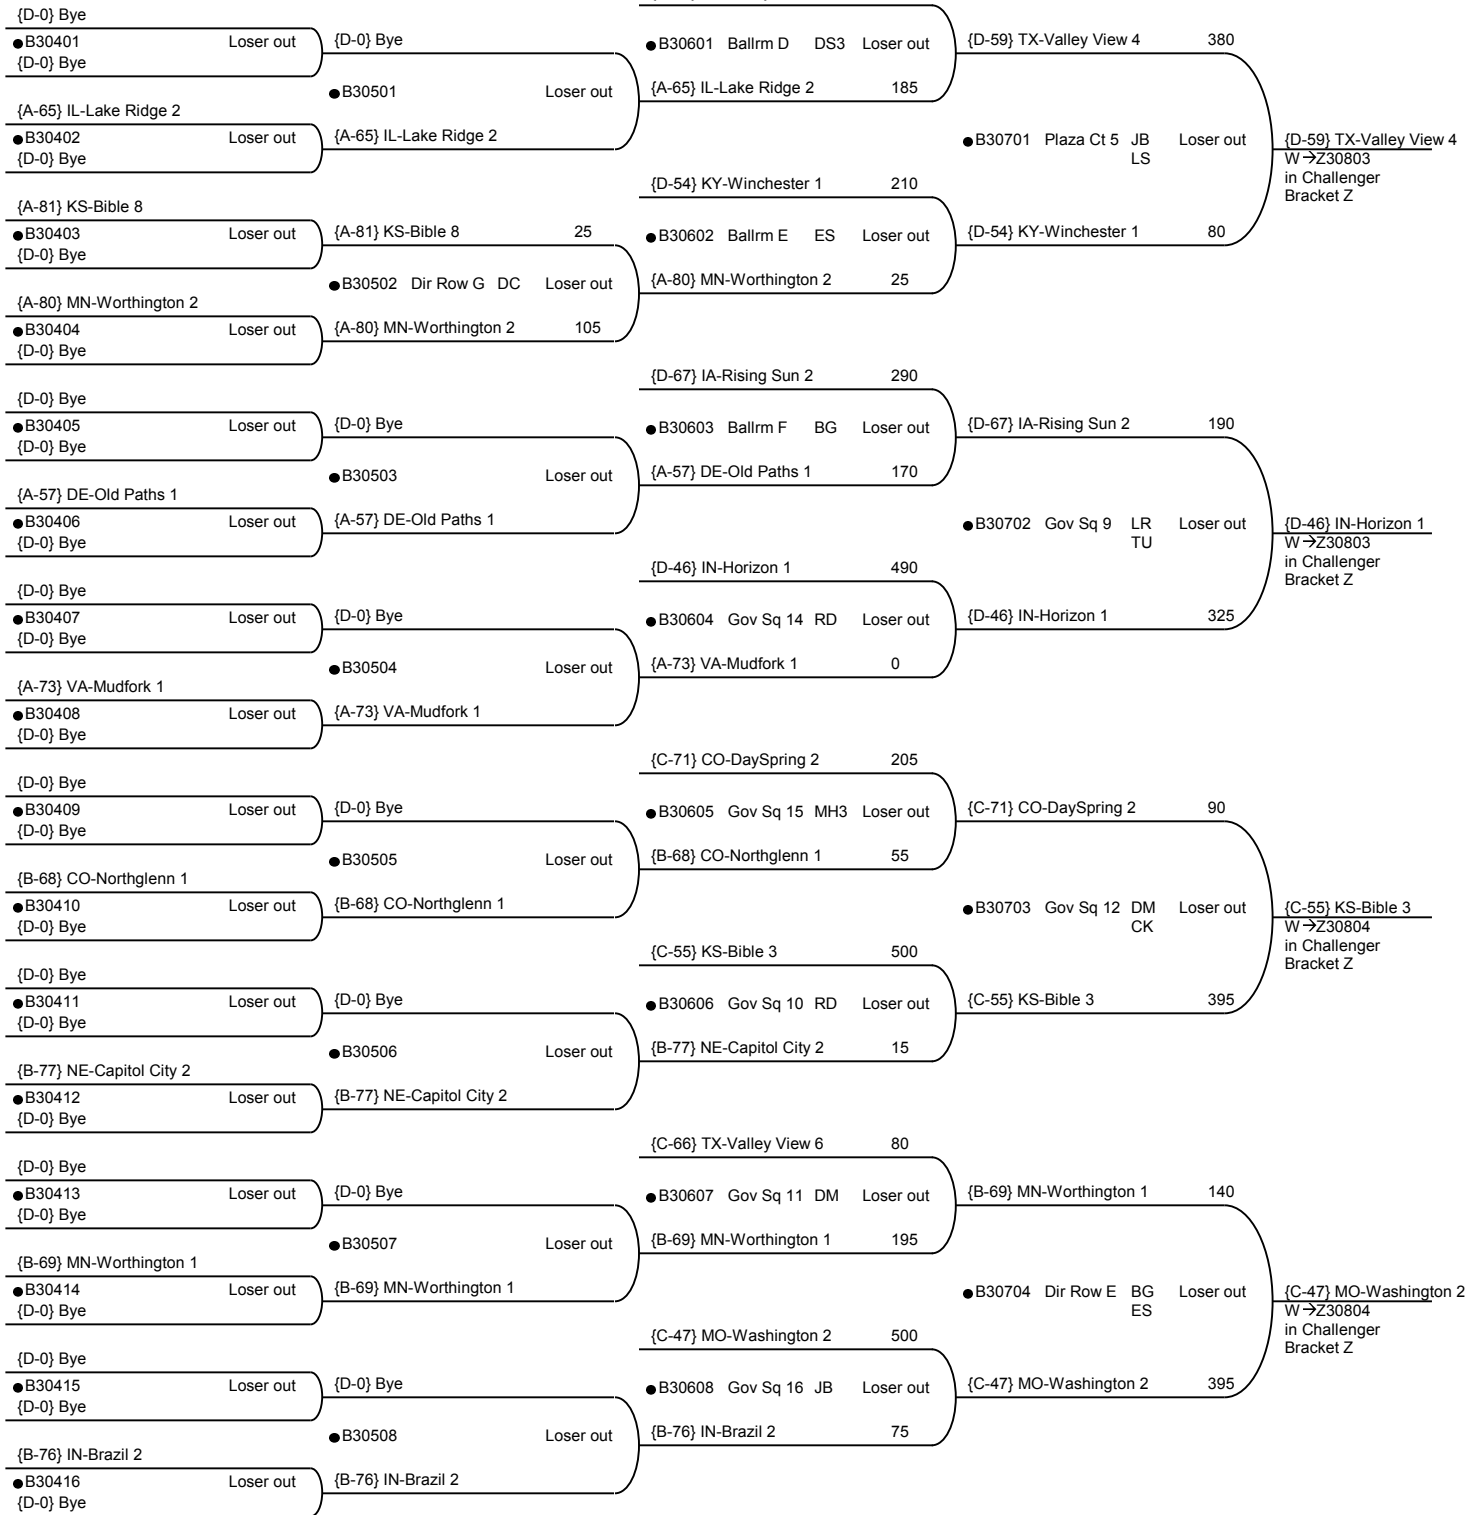 {D-0} Bye
●B30401 Loser out
{D-0} Bye
{A-65} IL-Lake Ridge 2
●B30402 Loser out
{D-0} Bye
{A-81} KS-Bible 8
●B30403 Loser out
{D-0} Bye
{A-80} MN-Worthington 2
●B30404 Loser out
{D-0} Bye
{D-0} Bye
●B30405 Loser out
{D-0} Bye
{A-57} DE-Old Paths 1
●B30406 Loser out
{D-0} Bye
{D-0} Bye
●B30407 Loser out
{D-0} Bye
{A-73} VA-Mudfork 1
●B30408 Loser out
{D-0} Bye
{D-0} Bye
●B30409 Loser out
{D-0} Bye
{B-68} CO-Northglenn 1
●B30410 Loser out
{D-0} Bye
{D-0} Bye
●B30411 Loser out
{D-0} Bye
{B-77} NE-Capitol City 2
●B30412 Loser out
{D-0} Bye
{D-0} Bye
●B30413 Loser out
{D-0} Bye
{B-69} MN-Worthington 1
●B30414 Loser out
{D-0} Bye
{D-0} Bye
●B30415 Loser out
{D-0} Bye
{B-76} IN-Brazil 2
●B30416 Loser out
{D-0} Bye
{D-0} Bye
●B30501 Loser out
{A-65} IL-Lake Ridge 2
{A-81} KS-Bible 8 25
●B30502 Dir Row G DC Loser out
{A-80} MN-Worthington 2 105
{D-0} Bye
●B30503 Loser out
{A-57} DE-Old Paths 1
{D-0} Bye
●B30504 Loser out
{A-73} VA-Mudfork 1
{D-0} Bye
●B30505 Loser out
{B-68} CO-Northglenn 1
{D-0} Bye
●B30506 Loser out
{B-77} NE-Capitol City 2
{D-0} Bye
●B30507 Loser out
{B-69} MN-Worthington 1
{D-0} Bye
●B30508 Loser out
{B-76} IN-Brazil 2
●B30601 Ballrm D DS3 Loser out
{A-65} IL-Lake Ridge 2 185
{D-54} KY-Winchester 1 210
●B30602 Ballrm E ES Loser out
{A-80} MN-Worthington 2 25
{D-67} IA-Rising Sun 2 290
●B30603 Ballrm F BG Loser out
{A-57} DE-Old Paths 1 170
{D-46} IN-Horizon 1 490
●B30604 Gov Sq 14 RD Loser out
{A-73} VA-Mudfork 1 0
{C-71} CO-DaySpring 2 205
●B30605 Gov Sq 15 MH3 Loser out
{B-68} CO-Northglenn 1 55
{C-55} KS-Bible 3 500
●B30606 Gov Sq 10 RD Loser out
{B-77} NE-Capitol City 2 15
{C-66} TX-Valley View 6 80
●B30607 Gov Sq 11 DM Loser out
{B-69} MN-Worthington 1 195
{C-47} MO-Washington 2 500
●B30608 Gov Sq 16 JB Loser out
{B-76} IN-Brazil 2 75
{D-59} TX-Valley View 4 380
●B30701 Plaza Ct 5 JB Loser out
LS
{D-54} KY-Winchester 1 80
{D-67} IA-Rising Sun 2 190
●B30702 Gov Sq 9 LR Loser out
TU
{D-46} IN-Horizon 1 325
{C-71} CO-DaySpring 2 90
●B30703 Gov Sq 12 DM Loser out
CK
{C-55} KS-Bible 3 395
{B-69} MN-Worthington 1 140
●B30704 Dir Row E BG Loser out
ES
{C-47} MO-Washington 2 395
{D-59} TX-Valley View 4
W→Z30803
in Challenger
Bracket Z
{D-46} IN-Horizon 1
W→Z30803
in Challenger
Bracket Z
{C-55} KS-Bible 3
W→Z30804
in Challenger
Bracket Z
{C-47} MO-Washington 2
W→Z30804
in Challenger
Bracket Z